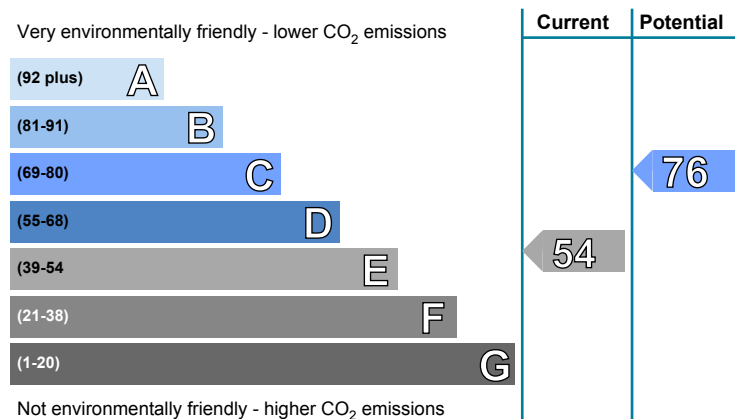 Current Potential
Very environmentally friendly - lower CO2 emissions
(92 plus) A
(81-91) B
(69-80) C
76
(55-68) D
(39-54 E
54
(21-38) F
(1-20) G
Not environmentally friendly - higher CO2 emissions